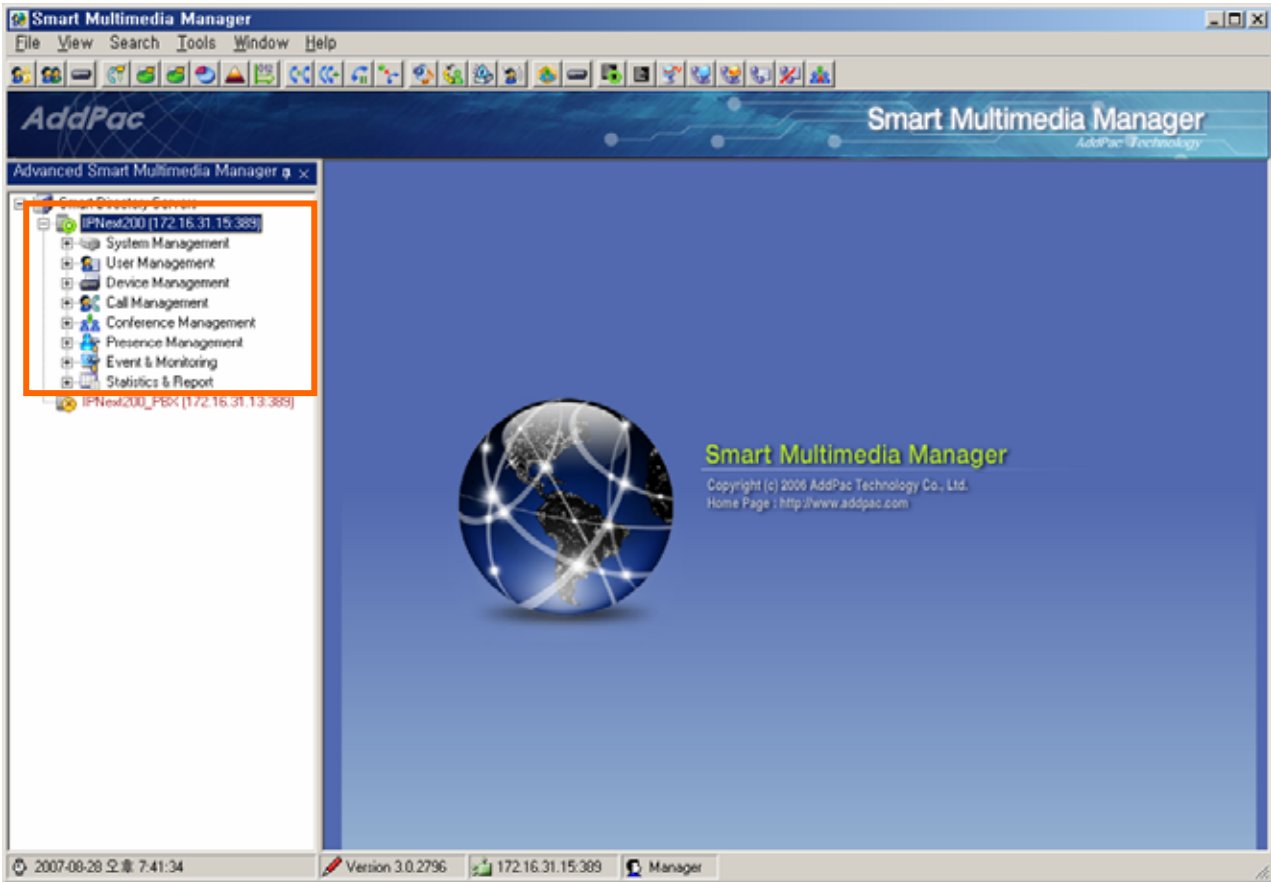 Smart Multimedia Manager
File View Search Tools Window Help
AddPac
Smart Multimedia Manager
AddPac Technology
Advanced Smart Multimedia Manager
Smart Directory Servers
IPNext200 (172.16.31.15:389)
System Management
User Management
Device Management
Call Management
Conference Management
Presence Management
Event & Monitoring
Statistics & Report
IPNext200_PBX (172.16.31.13:389)
Smart Multimedia Manager
Copyright (c) 2006 AddPac Technology Co., Ltd.
Home Page : http://www.addpac.com
2007-08-28 오후 7:41:34
Version 3.0.2796
172.16.31.15:389
Manager